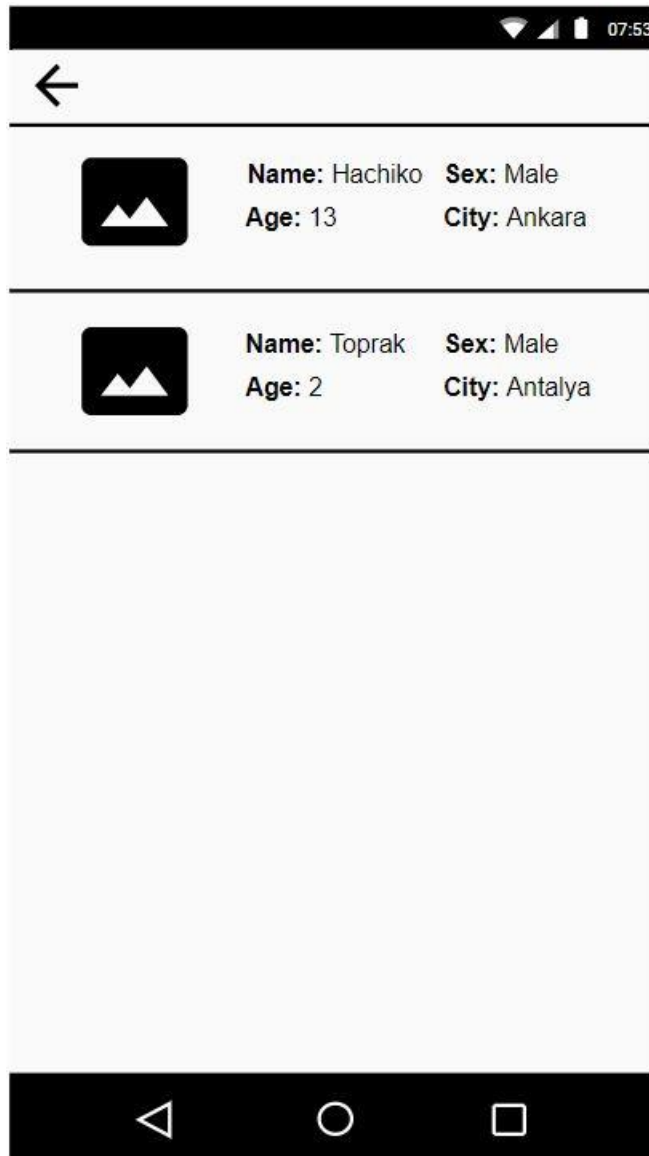 07:53
Name: Hachiko Sex: Male
Age: 13 City: Ankara
Name: Toprak Sex: Male
Age: 2 City: Antalya